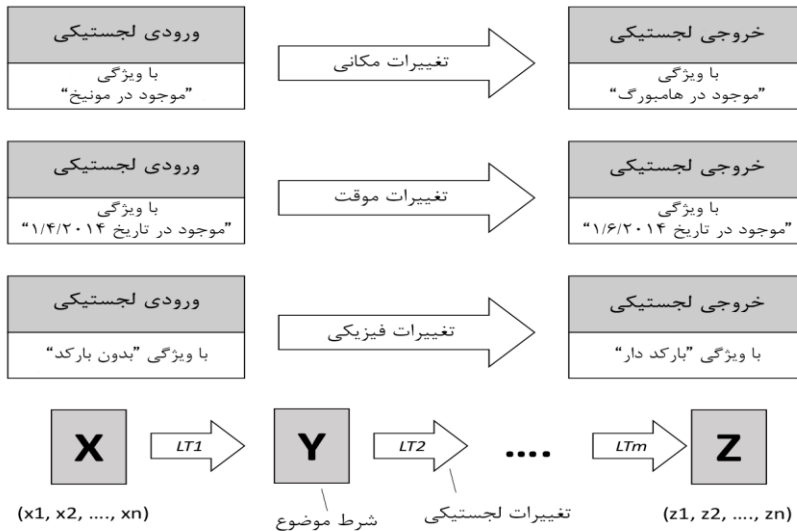 ورودی لجستیکی
تغییرات مکانی
خروجی لجستیکی
با ویژگی
"موجود در مونیخ"
با ویژگی
"موجود در هامبورگ"
ورودی لجستیکی
تغییرات موقت
خروجی لجستیکی
با ویژگی
"موجود در تاریخ ۱/۴/۲۰۱۴"
با ویژگی
"موجود در تاریخ ۱/۶/۲۰۱۴"
ورودی لجستیکی
تغییرات فیزیکی
خروجی لجستیکی
با ویژگی "بدون بارکد"
با ویژگی "بارکد دار"
X
LT1
Y
LT2
....
LTm
Z
(x1, x2, ...., xn)
شرط موضوع
تغییرات لجستیکی
(z1, z2, ...., zn)